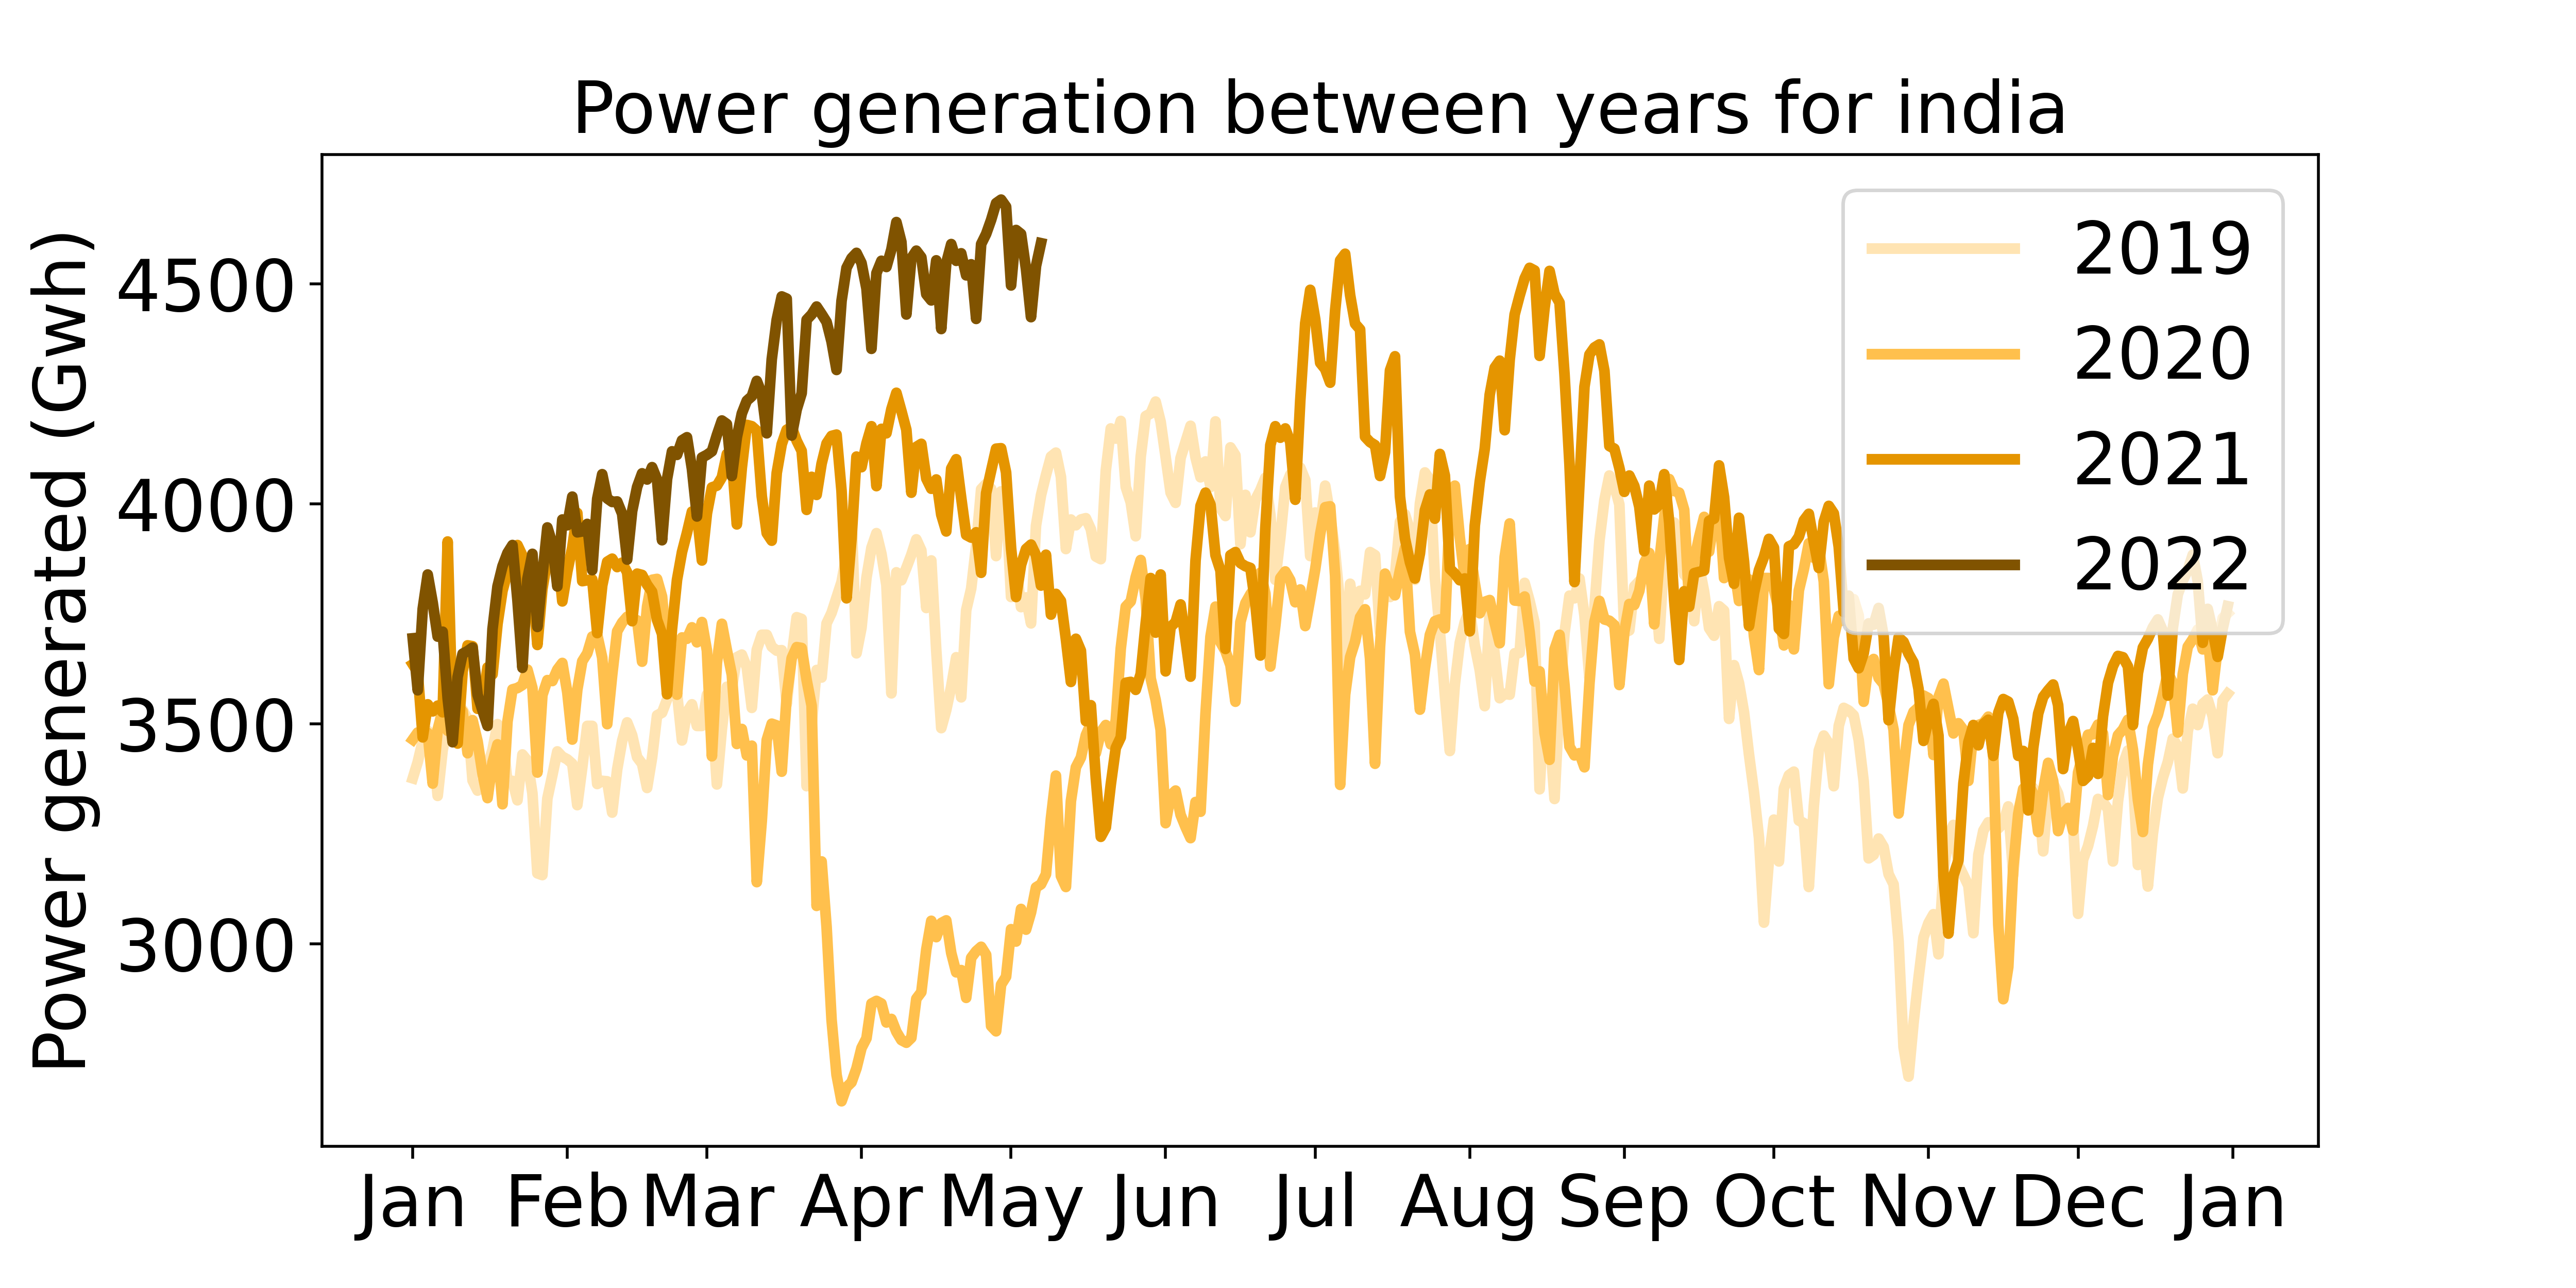 Power generation between years for india
Power generated (Gwh)
4500
4000
3500
3000
2019
2020
2021
2022
Jan Feb Mar Apr May Jun Jul Aug Sep Oct Nov Dec Jan